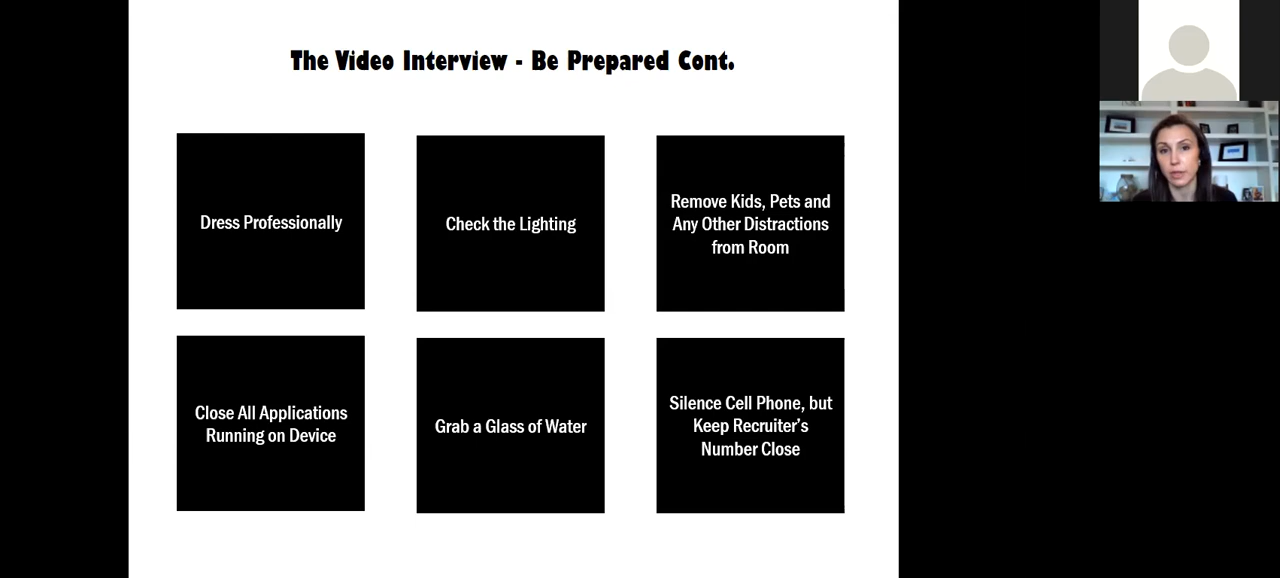 The Video Interview - Be Prepared Cont.
Dress Professionally
Check the Lighting
Remove Kids, Pets and
Any Other Distractions
from Room
Close All Applications
Running on Device
Grab a Glass of Water
Silence Cell Phone, but
Keep Recruiter's
Number Close